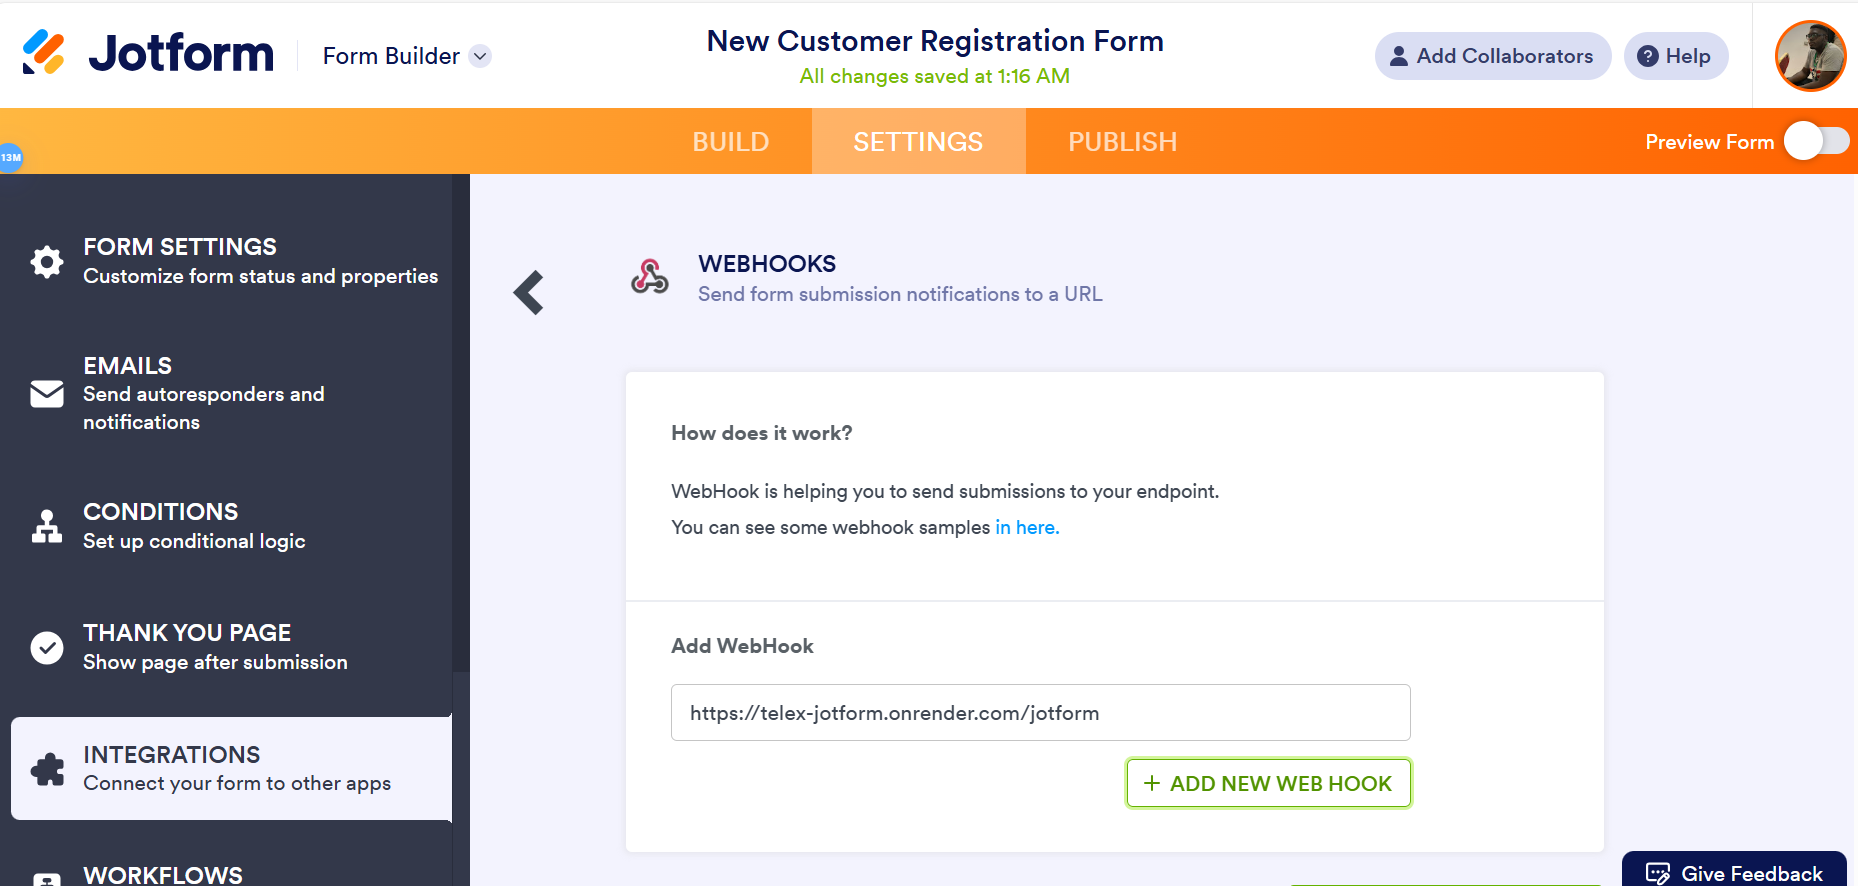 Jotform
Form Builder
New Customer Registration Form
All changes saved at 1:16 AM
Add Collaborators
Help
BUILD
SETTINGS
PUBLISH
Preview Form
13M
FORM SETTINGS
Customize form status and properties
EMAILS
Send autoresponders and
notifications
CONDITIONS
Set up conditional logic
THANK YOU PAGE
Show page after submission
INTEGRATIONS
Connect your form to other apps
WORKFLOWS
WEBHOOKS
Send form submission notifications to a URL
How does it work?
WebHook is helping you to send submissions to your endpoint.
You can see some webhook samples in here.
Add WebHook
https://telex-jotform.onrender.com/jotform
+ ADD NEW WEB HOOK
Give Feedback